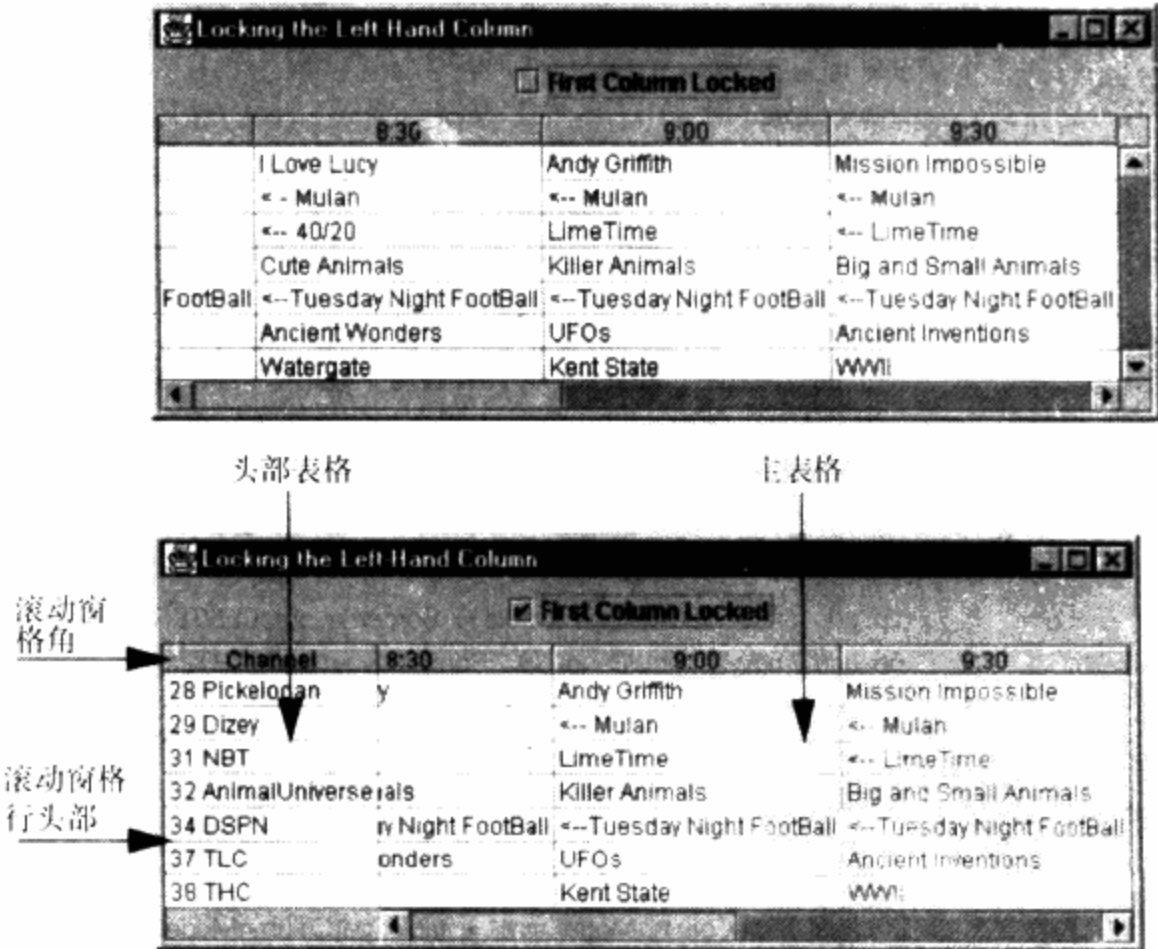 Locking the Left-Hand Column
First Column Locked
8:30 9:00 9:30
I Love Lucy Andy Griffith Mission Impossible
<-- Mulan <-- Mulan <-- Mulan
<-- 40/20 LimeTime <-- LimeTime
Cute Animals Killer Animals Big and Small Animals
FootBall <--Tuesday Night FootBall <--Tuesday Night FootBall <--Tuesday Night FootBall
Ancient Wonders UFOs Ancient Inventions
Watergate Kent State WWII
头部表格 主表格
Locking the Left-Hand Column
First Column Locked
滚动窗
格角
Channel 8:30 9:00 9:30
28 Pickelodan y Andy Griffith Mission Impossible
29 Dizey <-- Mulan <-- Mulan
31 NBT LimeTime <-- LimeTime
32 AnimalUniverse als Killer Animals Big and Small Animals
滚动窗格
行头部
34 DSPN y Night FootBall <--Tuesday Night FootBall <--Tuesday Night FootBall
37 TLC onders UFOs Ancient Inventions
38 THC Kent State WWII